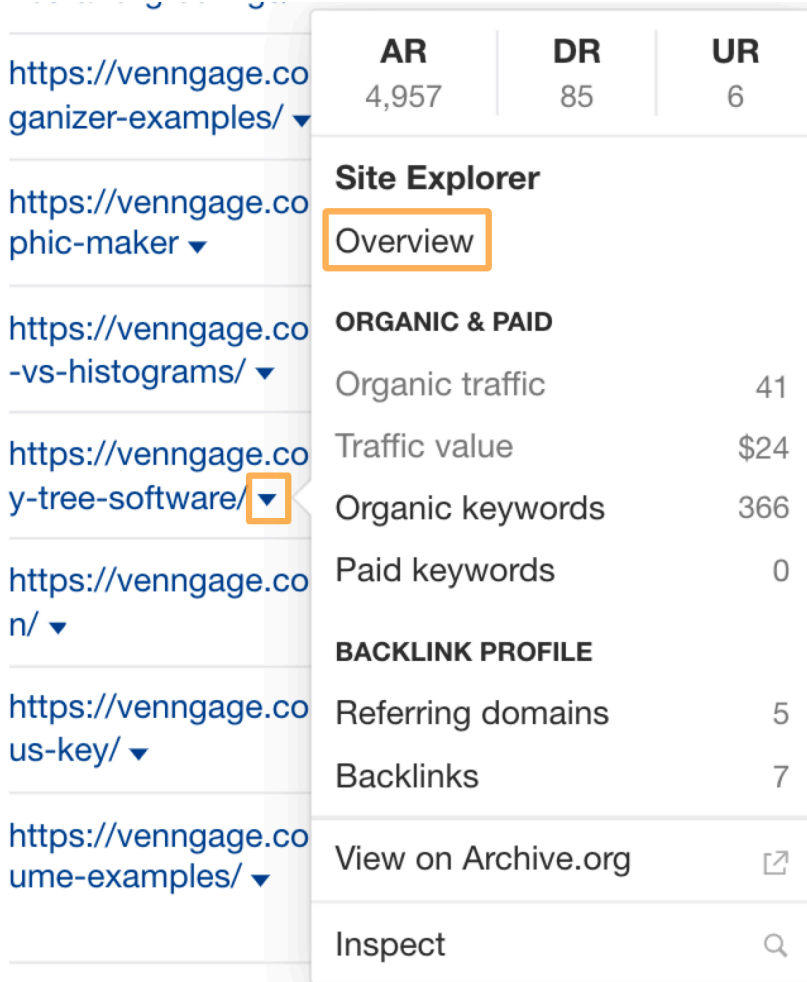 https://venngage.co
ganizer-examples/
https://venngage.co
phic-maker
https://venngage.co
-vs-histograms/
https://venngage.co
y-tree-software/
https://venngage.co
n/
https://venngage.co
us-key/
https://venngage.co
ume-examples/
AR DR UR
4,957 85 6
Site Explorer
Overview
ORGANIC & PAID
Organic traffic 41
Traffic value $24
Organic keywords 366
Paid keywords 0
BACKLINK PROFILE
Referring domains 5
Backlinks 7
View on Archive.org
Inspect